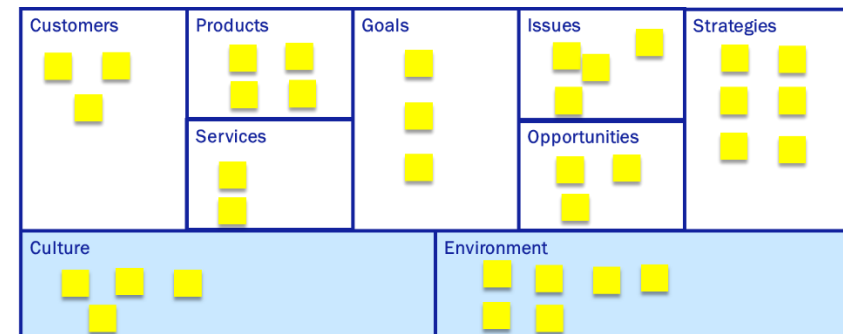 Customers
Products
Goals
Issues
Strategies
Services
Opportunities
Culture
Environment